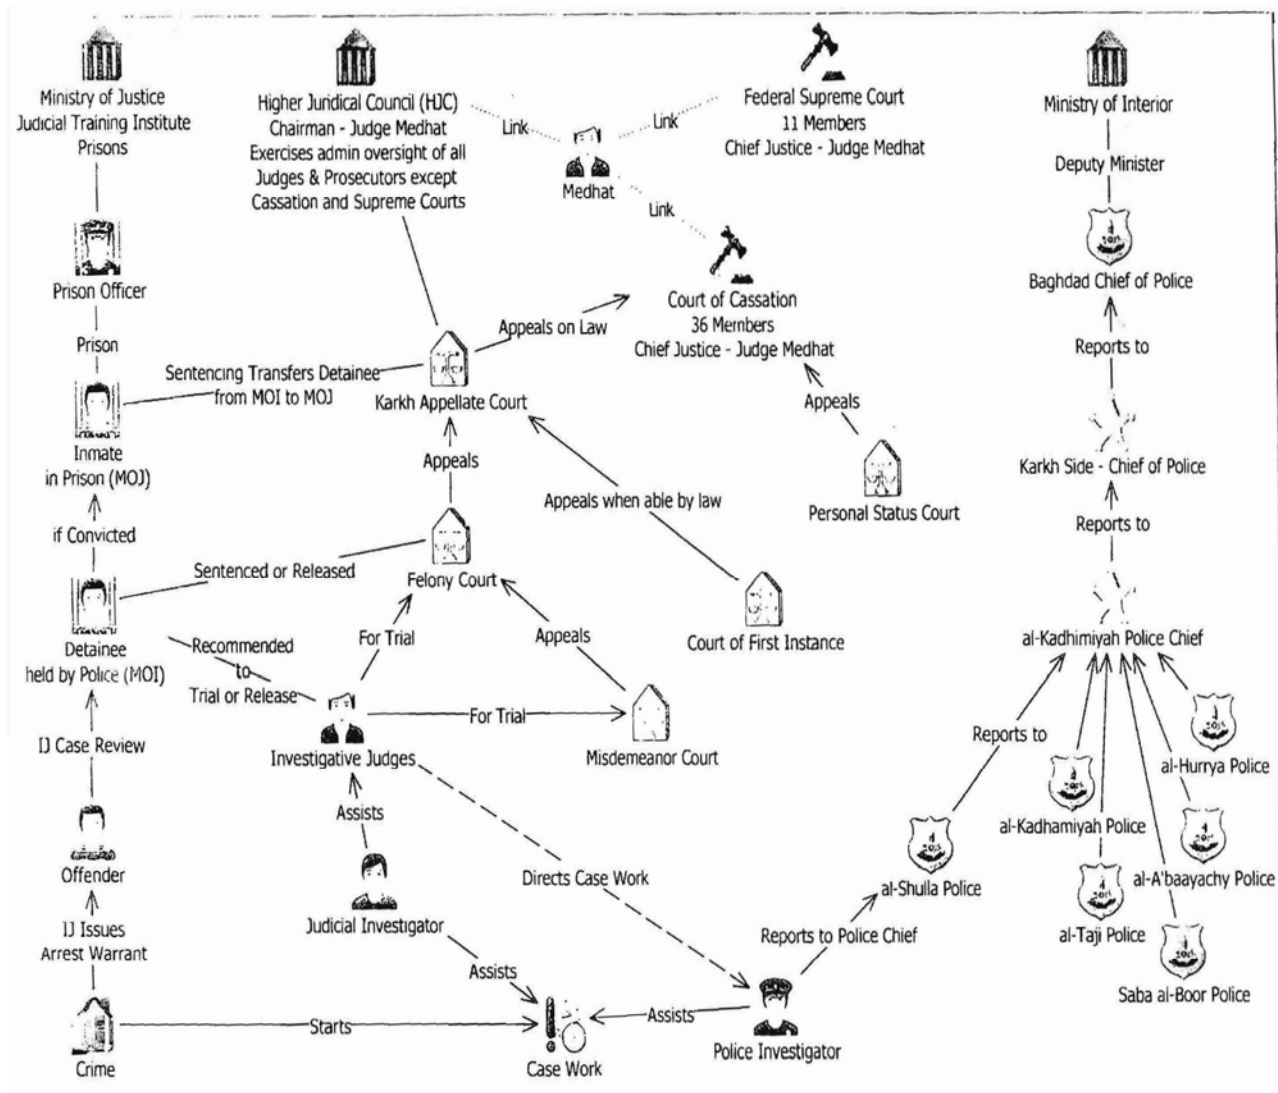 Ministry of Justice
Judicial Training Institute
Prisons
Higher Juridical Council (HJC)
Chairman - Judge Medhat
Exercises admin oversight of all
Judges & Prosecutors except
Cassation and Supreme Courts
Link
Medhat
Link
Link
Federal Supreme Court
11 Members
Chief Justice - Judge Medhat
Ministry of Interior
Deputy Minister
Baghdad Chief of Police
Reports to
Karkh Side - Chief of Police
Reports to
al-Kadhimiyah Police Chief
Prison Officer
Prison
Sentencing Transfers Detainee
from MOI to MOJ
Inmate
in Prison (MOJ)
if Convicted
Appeals on Law
Court of Cassation
36 Members
Chief Justice - Judge Medhat
Karkh Appellate Court
Appeals
Appeals
Personal Status Court
Appeals when able by law
Court of First Instance
Sentenced or Released
Felony Court
Detainee
held by Police (MOI)
Recommended
to
Trial or Release
For Trial
Appeals
For Trial
Investigative Judges
Misdemeanor Court
IJ Case Review
Offender
IJ Issues
Arrest Warrant
Crime
Assists
Judicial Investigator
Assists
Directs Case Work
Starts
Case Work
Assists
Police Investigator
Reports to Police Chief
al-Shulla Police
Reports to
al-Kadhamiyah Police
al-Taji Police
Saba al-Boor Police
al-A'baayachy Police
al-Hurrya Police